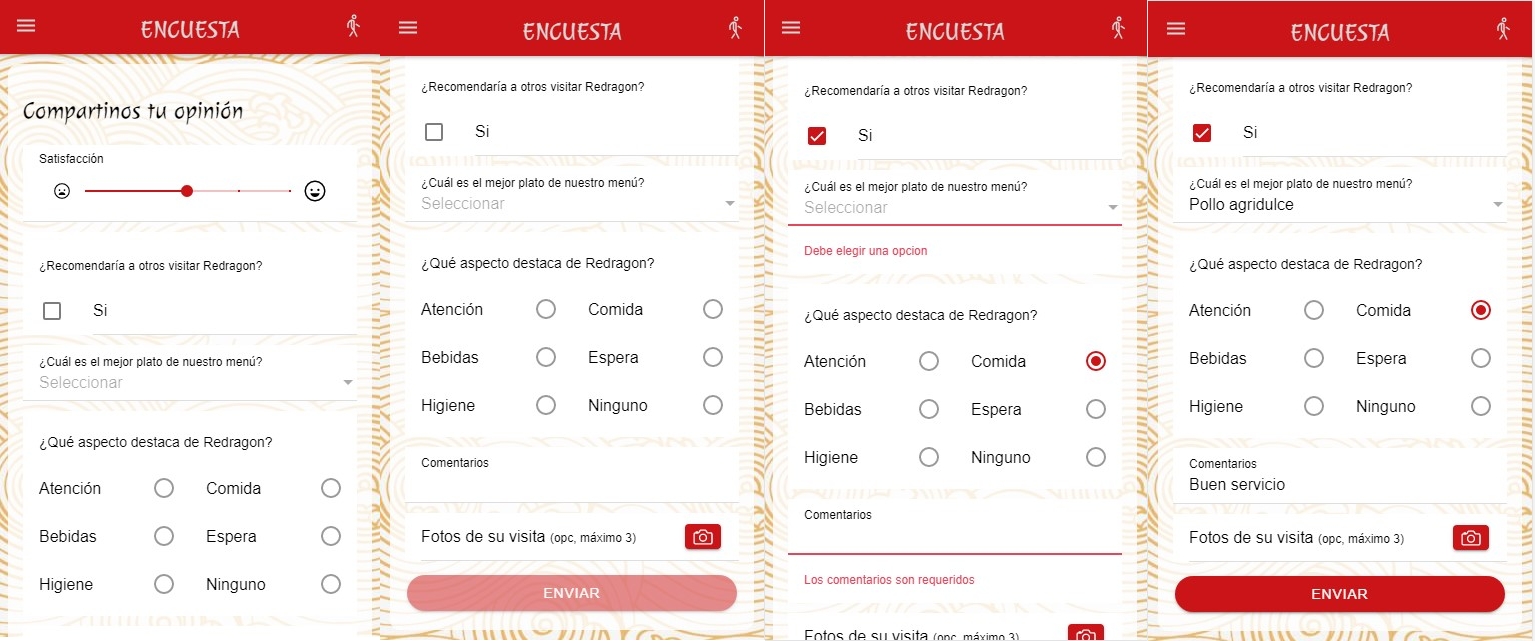 ENCUESTA
Compartinos tu opinión
Satisfacción
¿Recomendaría a otros visitar Redragon?
Si
¿Cuál es el mejor plato de nuestro menú?
Seleccionar
¿Qué aspecto destaca de Redragon?
Atención Comida
Bebidas Espera
Higiene Ninguno
ENCUESTA
¿Recomendaría a otros visitar Redragon?
Si
¿Cuál es el mejor plato de nuestro menú?
Seleccionar
¿Qué aspecto destaca de Redragon?
Atención Comida
Bebidas Espera
Higiene Ninguno
Comentarios
Fotos de su visita (opc, máximo 3)
ENVIAR
ENCUESTA
¿Recomendaría a otros visitar Redragon?
Si
¿Cuál es el mejor plato de nuestro menú?
Seleccionar
Debe elegir una opcion
¿Qué aspecto destaca de Redragon?
Atención Comida
Bebidas Espera
Higiene Ninguno
Comentarios
Los comentarios son requeridos
Fotos de su visita (opc, máximo 3)
ENCUESTA
¿Recomendaría a otros visitar Redragon?
Si
¿Cuál es el mejor plato de nuestro menú?
Pollo agridulce
¿Qué aspecto destaca de Redragon?
Atención Comida
Bebidas Espera
Higiene Ninguno
Comentarios
Buen servicio
Fotos de su visita (opc, máximo 3)
ENVIAR